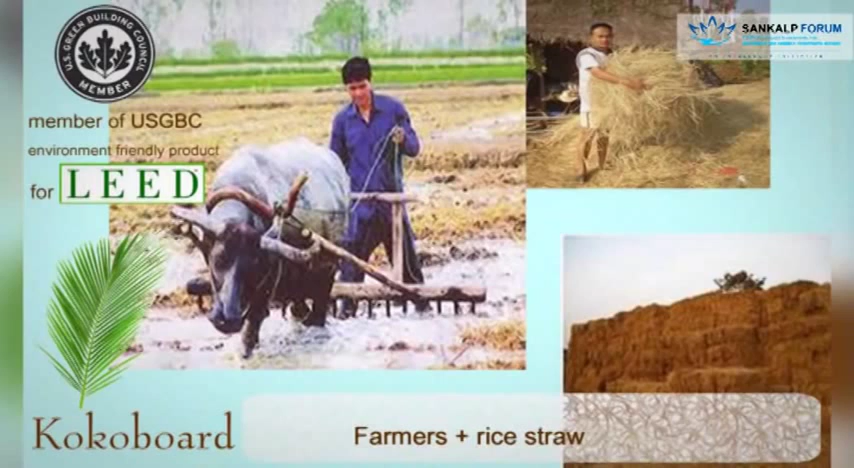 U.S. GREEN BUILDING COUNCIL
MEMBER
SANKALP FORUM
member of USGBC
environment friendly product
for LEED
Kokoboard
Farmers + rice straw